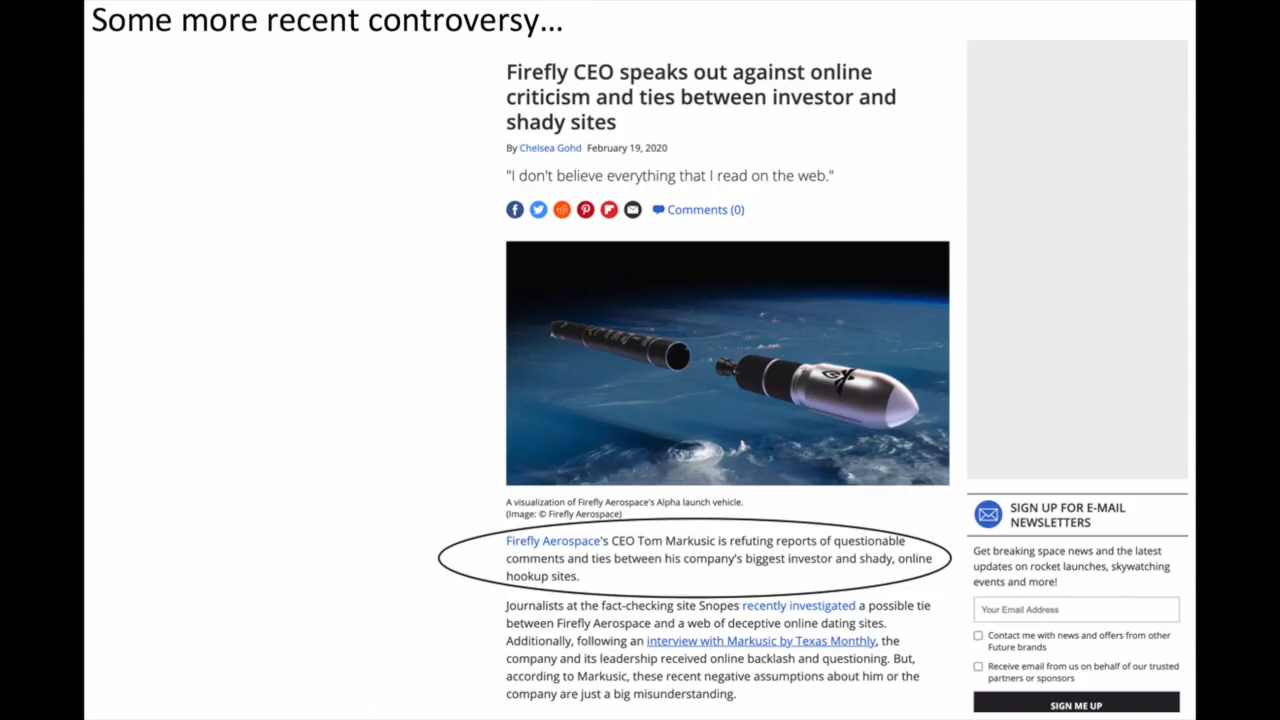 Some more recent controversy...
Firefly CEO speaks out against online
criticism and ties between investor and
shady sites
By Chelsea Gohd February 19, 2020
"I don't believe everything that I read on the web."
Comments (0)
A visualization of Firefly Aerospace's Alpha launch vehicle.
(Image: © Firefly Aerospace)
Firefly Aerospace's CEO Tom Markusic is refuting reports of questionable
comments and ties between his company's biggest investor and shady, online
hookup sites.
Journalists at the fact-checking site Snopes recently investigated a possible tie
between Firefly Aerospace and a web of deceptive online dating sites.
Additionally, following an interview with Markusic by Texas Monthly, the
company and its leadership received online backlash and questioning. But,
according to Markusic, these recent negative assumptions about him or the
company are just a big misunderstanding.
SIGN UP FOR E-MAIL
NEWSLETTERS
Get breaking space news and the latest
updates on rocket launches, skywatching
events and more!
Your Email Address
Contact me with news and offers from other
Future brands
Receive email from us on behalf of our trusted
partners or sponsors
SIGN ME UP